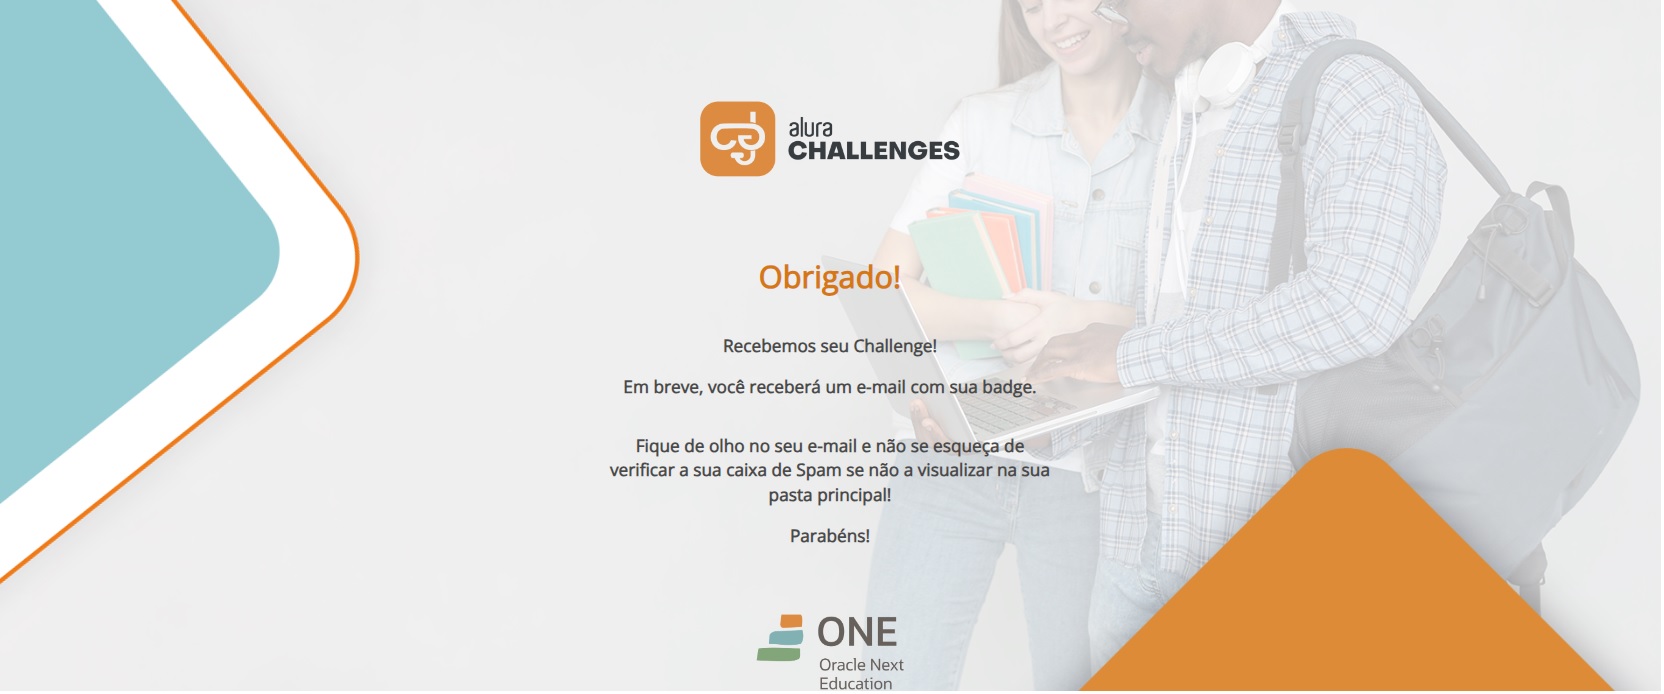 alura
CHALLENGES
Obrigado!
Recebemos seu Challenge!
Em breve, você receberá um e-mail com sua badge.
Fique de olho no seu e-mail e não se esqueça de
verificar a sua caixa de Spam se não a visualizar na sua
pasta principal!
Parabéns!
ONE
Oracle Next
Education